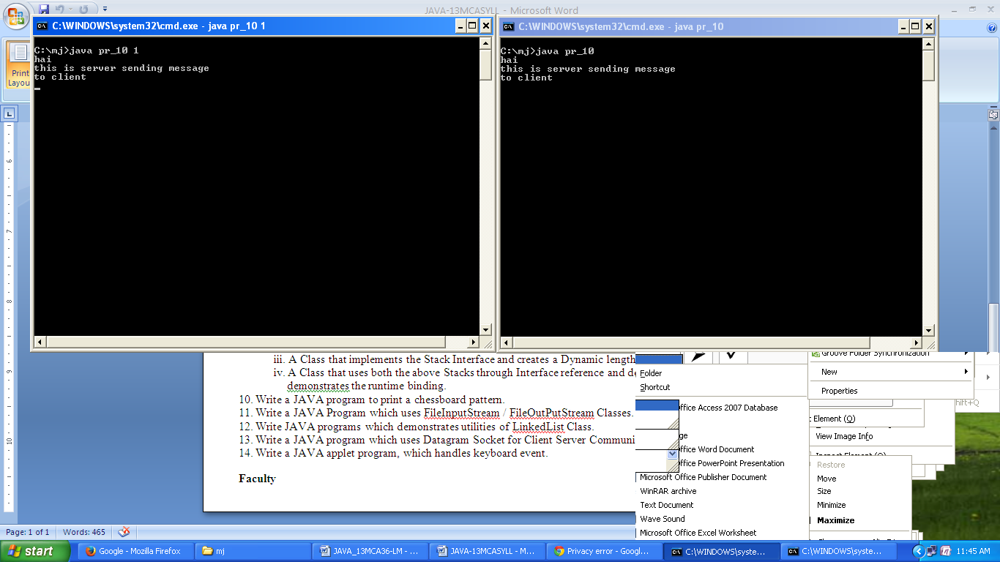 JAVA-13MCASYLL - Microsoft Word
C:\WINDOWS\system32\cmd.exe - java pr_10 1
C:\mj>java pr_10 1
hai
this is server sending message
to client
C:\WINDOWS\system32\cmd.exe - java pr_10
C:\mj>java pr_10
hai
this is server sending message
to client
Print
Layou
L
6
7
8
9
10
iii. A Class that implements the Stack Interface and creates a Dynamic length
iv. A Class that uses both the above Stacks through Interface reference and de
demonstrates the runtime binding.
10. Write a JAVA program to print a chessboard pattern.
11. Write a JAVA Program which uses FileInputStream / FileOutPutStream Classes.
12. Write JAVA programs which demonstrates utilities of LinkedList Class.
13. Write a JAVA program which uses Datagram Socket for Client Server Communi
14. Write a JAVA applet program, which handles keyboard event.
Faculty
Folder
Shortcut
ffice Access 2007 Database
ge
ffice Word Document
ffice PowerPoint Presentation
Microsoft Office Publisher Document
WinRAR archive
Text Document
Wave Sound
Microsoft Office Excel Worksheet
Groove Folder Synchronization
New
Properties
hift+Q
t Element (Q)
View Image Info
Inspect Element (Q)
Restore
Move
Size
Minimize
Maximize
Page: 1 of 1
Words: 465
start
Google - Mozilla Firefox
mj
JAVA_13MCA36-LM - ...
JAVA-13MCASYLL - M...
Privacy error - Googl...
C:\WINDOWS\syste...
C:\WINDOWS\syste...
11:45 AM